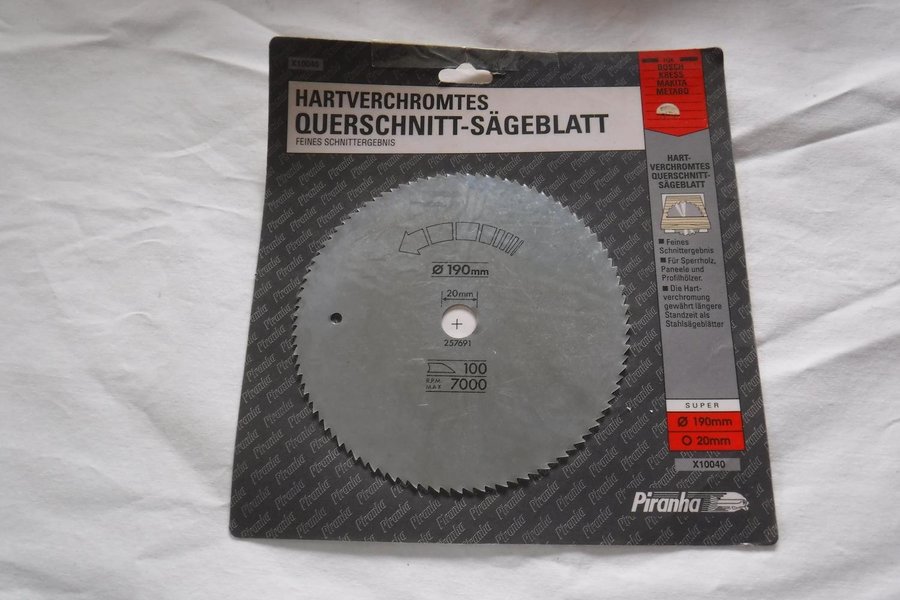 X10040
HARTVERCHROMTES
QUERSCHNITT-SÄGEBLATT
FEINES SCHNITTERGEBNIS
FÜR
BOSCH
KRESS
MAKITA
METABO
HART-
VERCHROMTES
QUERSCHNITT-
SÄGEBLATT
■ Feines
Schnittergebnis
■ Für Sperrholz,
Paneele und
Profilhölzer.
■ Die Hart-
verchromung
gewährt längere
Standzeit als
Stahlsägeblätter
SUPER
Ø 190mm
20mm
X10040
Piranha
Ø 190mm
20mm
257691
100
R.P.M. MAX 7000